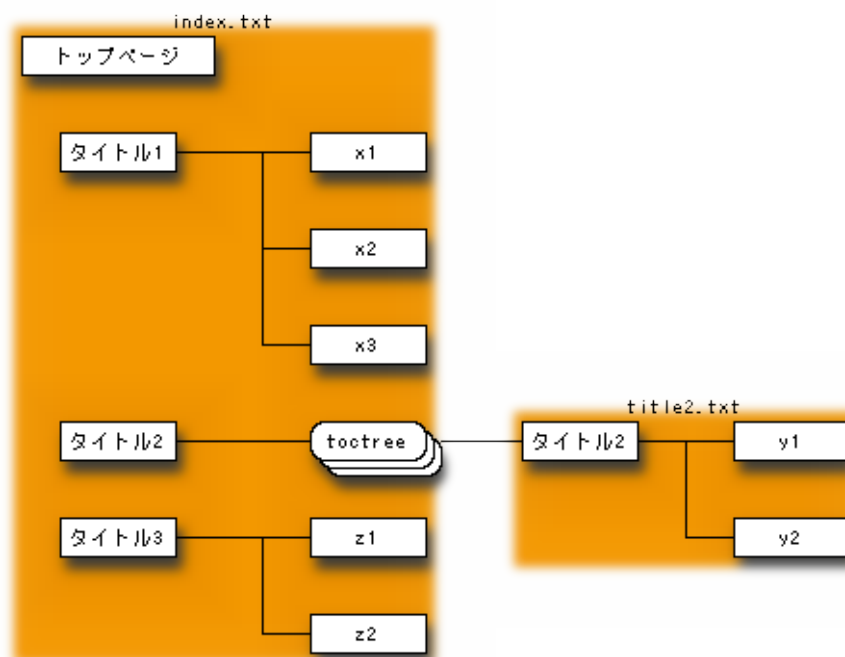 index.txt
トップページ
タイトル1
x1
x2
x3
タイトル2
toctree
title2.txt
タイトル2
y1
y2
タイトル3
z1
z2